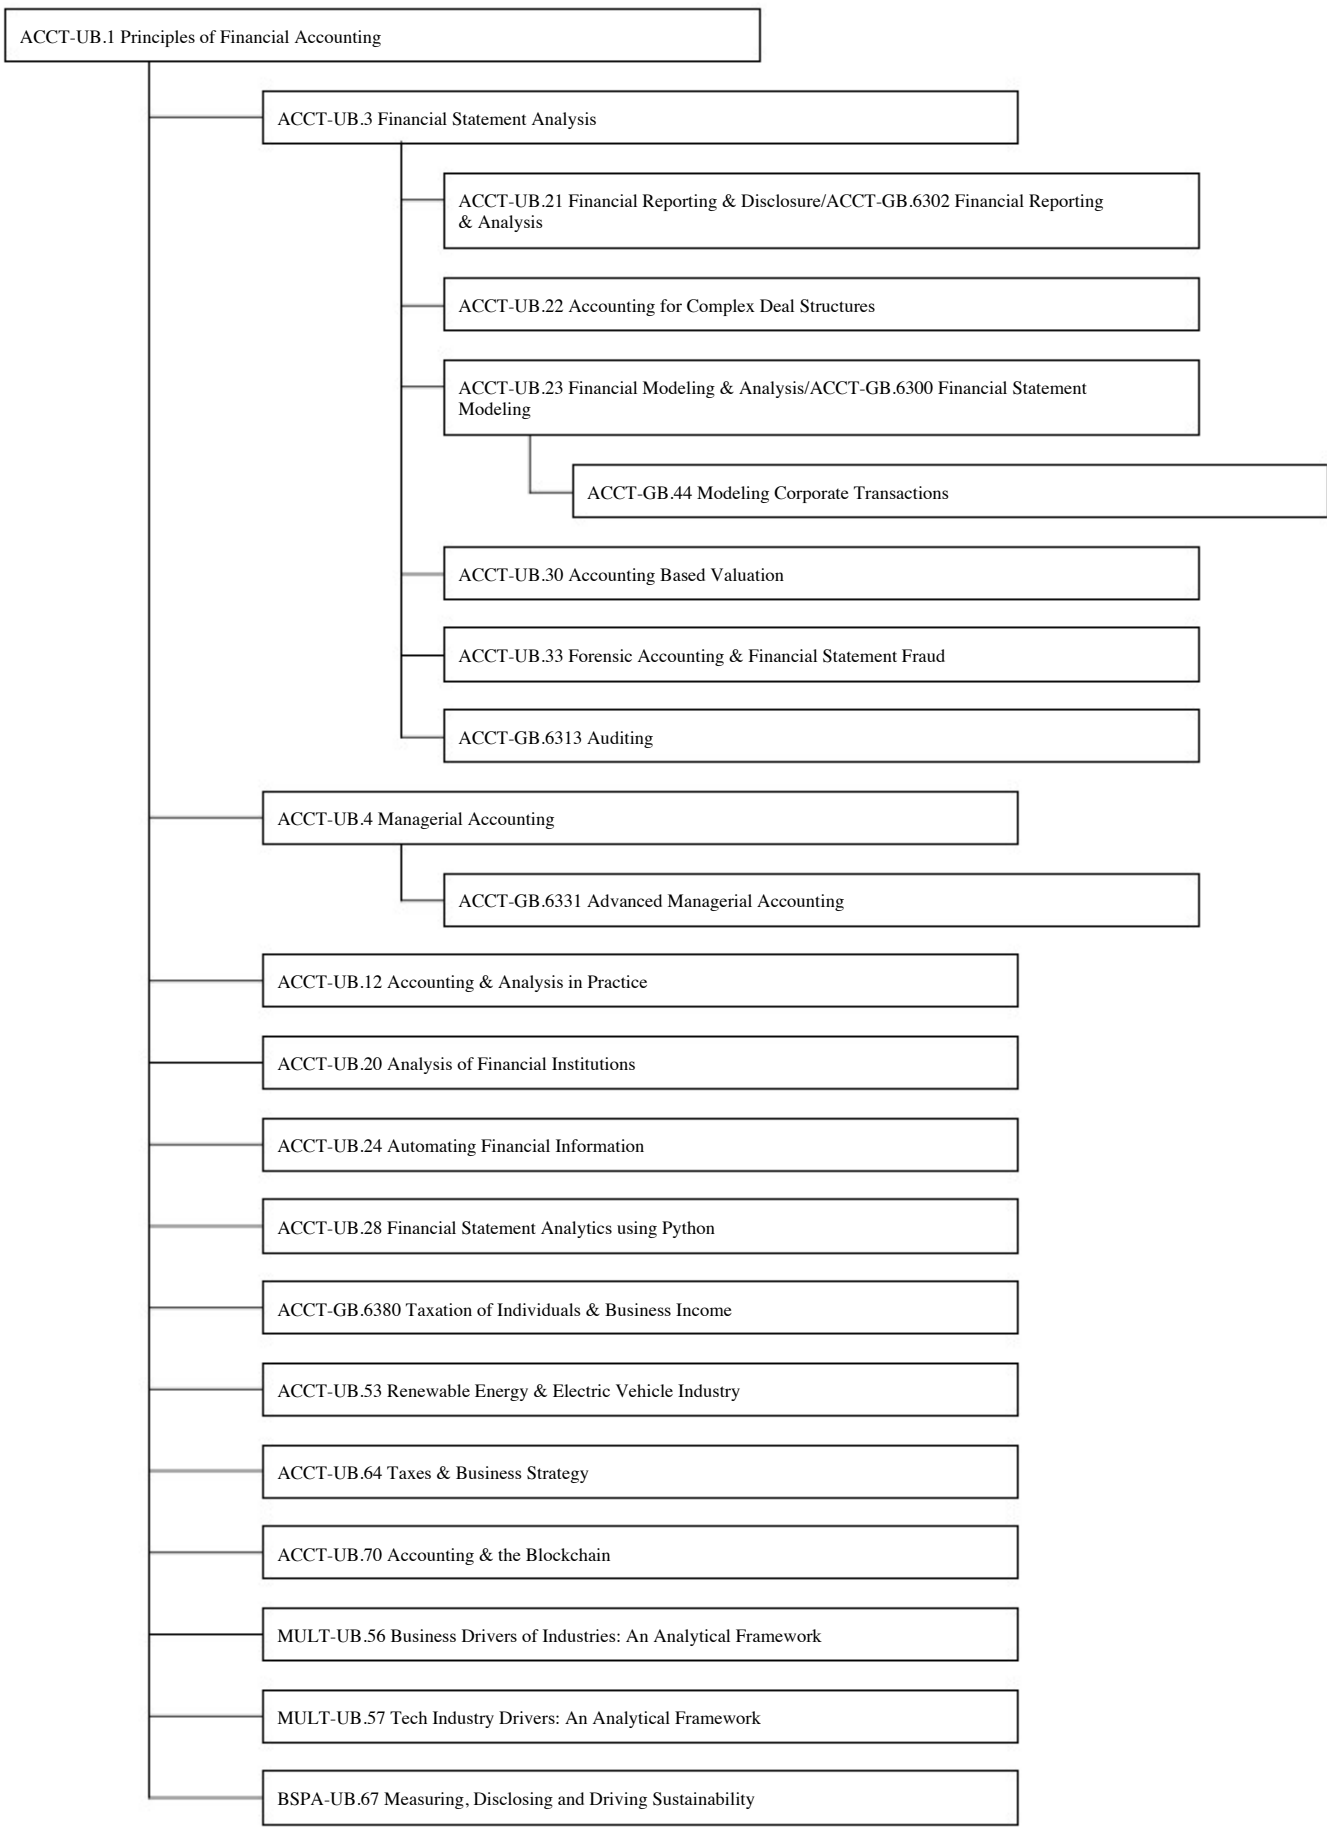 ACCT-UB.1 Principles of Financial Accounting
ACCT-UB.3 Financial Statement Analysis
ACCT-UB.21 Financial Reporting & Disclosure/ACCT-GB.6302 Financial Reporting
& Analysis
ACCT-UB.22 Accounting for Complex Deal Structures
ACCT-UB.23 Financial Modeling & Analysis/ACCT-GB.6300 Financial Statement
Modeling
ACCT-GB.44 Modeling Corporate Transactions
ACCT-UB.30 Accounting Based Valuation
ACCT-UB.33 Forensic Accounting & Financial Statement Fraud
ACCT-GB.6313 Auditing
ACCT-UB.4 Managerial Accounting
ACCT-GB.6331 Advanced Managerial Accounting
ACCT-UB.12 Accounting & Analysis in Practice
ACCT-UB.20 Analysis of Financial Institutions
ACCT-UB.24 Automating Financial Information
ACCT-UB.28 Financial Statement Analytics using Python
ACCT-GB.6380 Taxation of Individuals & Business Income
ACCT-UB.53 Renewable Energy & Electric Vehicle Industry
ACCT-UB.64 Taxes & Business Strategy
ACCT-UB.70 Accounting & the Blockchain
MULT-UB.56 Business Drivers of Industries: An Analytical Framework
MULT-UB.57 Tech Industry Drivers: An Analytical Framework
BSPA-UB.67 Measuring, Disclosing and Driving Sustainability